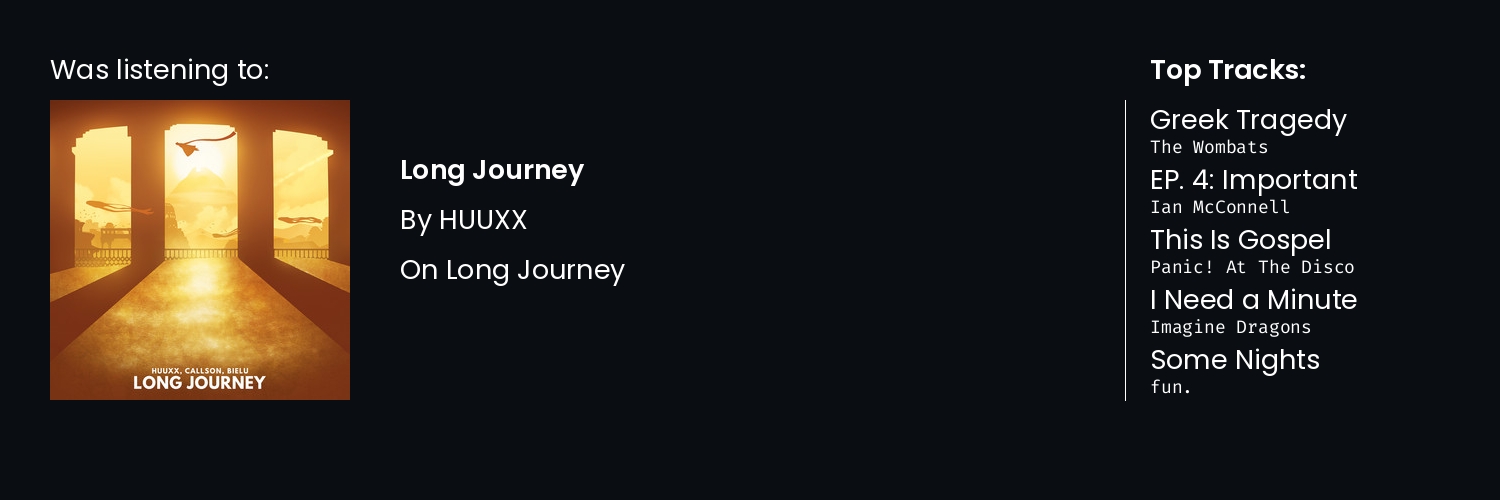 Was listening to:
HUUXX, CALLSON, BIELU
LONG JOURNEY
Long Journey
By HUUXX
On Long Journey
Top Tracks:
Greek Tragedy
The Wombats
EP. 4: Important
Ian McConnell
This Is Gospel
Panic! At The Disco
I Need a Minute
Imagine Dragons
Some Nights
fun.